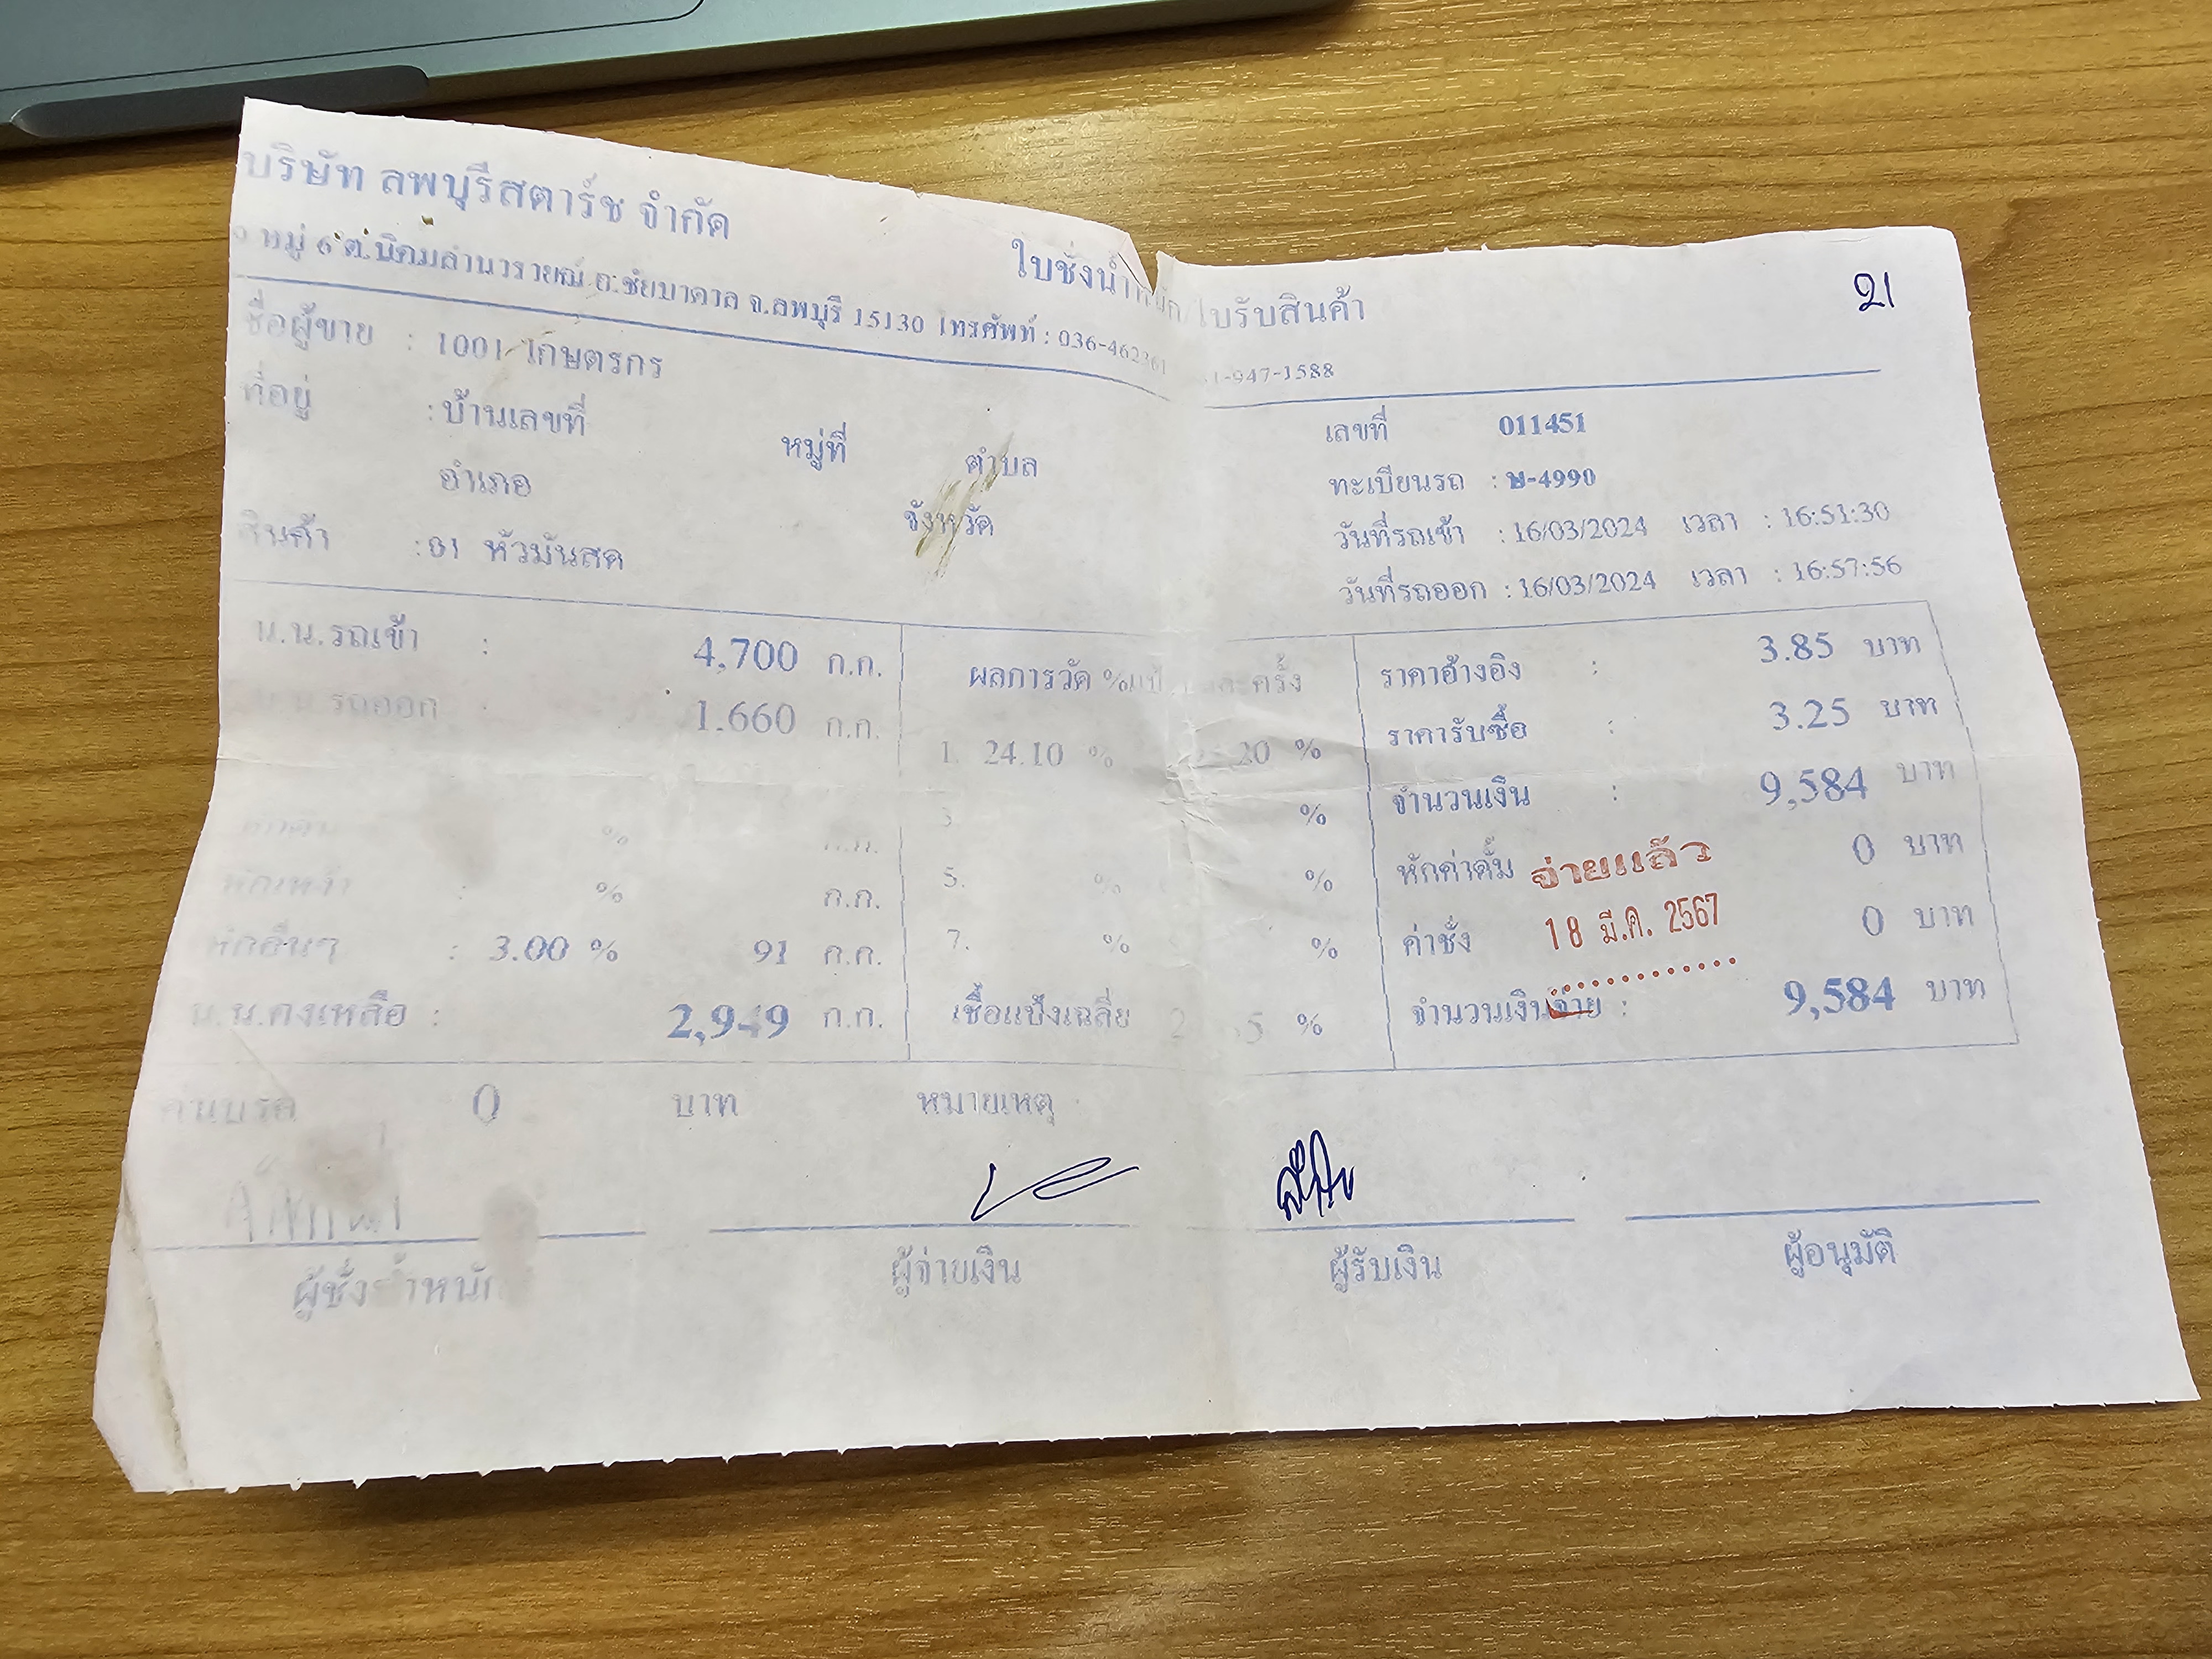 บริษัท ลพบุรีสตาร์ช จำกัด
ใบชั่งน้ำหนัก/ใบรับสินค้า
21
หมู่ 6 ต.นิคมลำนารายณ์ อ.ชัยบาดาล จ.ลพบุรี 15130 โทรศัพท์ : 036-462361
1-947-1588
ชื่อผู้ขาย : 1001 เกษตรกร
เลขที่ 011451
ที่อยู่ : บ้านเลขที่ หมู่ที่ ตำบล
ทะเบียนรถ : ษ-4990
อำเภอ จังหวัด
วันที่รถเข้า : 16/03/2024 เวลา : 16:51:30
สินค้า : 01 หัวมันสด
วันที่รถออก : 16/03/2024 เวลา : 16:57:56
น.น.รถเข้า : 4,700 ก.ก.
น.น.รถออก : 1,660 ก.ก.
% ก.ก.
% ก.ก.
หักอื่นๆ : 3.00 % 91 ก.ก.
น.น.คงเหลือ : 2,949 ก.ก.
ผลการวัด % ครั้ง
1. 24.10 % 20 %
3. %
5. % %
7. % %
เชื้อแป้งเฉลี่ย %
ราคาอ้างอิง : 3.85 บาท
ราคารับซื้อ : 3.25 บาท
จำนวนเงิน : 9,584 บาท
หักค่าดั้ม 0 บาท
จ่ายแล้ว
ค่าชั่ง 0 บาท
18 มี.ค. 2567
จำนวนเงินจ่าย : 9,584 บาท
0 บาท หมายเหตุ
ผู้ชั่งน้ำหนัก ผู้จ่ายเงิน ผู้รับเงิน ผู้อนุมัติ